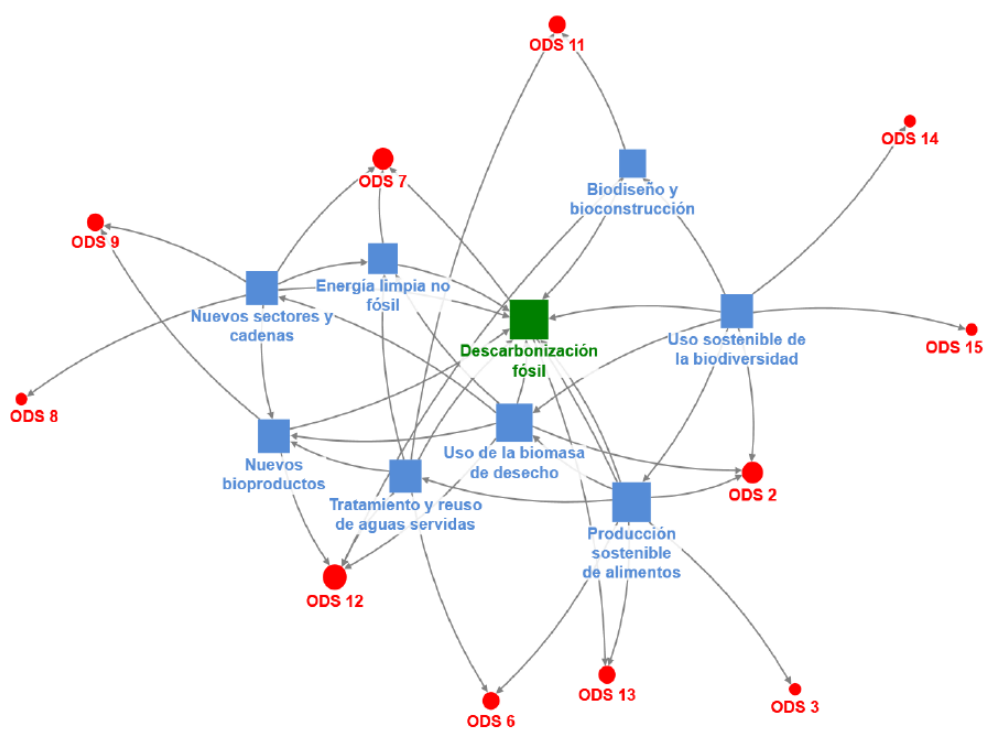 ODS 11
ODS 14
ODS 7
Biodiseño y
bioconstrucción
ODS 9
Energía limpia no
fósil
Nuevos sectores y
cadenas
Uso sostenible de
la biodiversidad
ODS 15
Descarbonización
fósil
ODS 8
Uso de la biomasa
de desecho
Nuevos
bioproductos
ODS 2
Tratamiento y reuso
de aguas servidas
Producción
sostenible
de alimentos
ODS 12
ODS 13
ODS 3
ODS 6